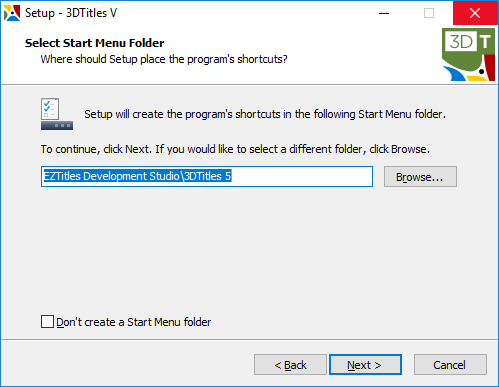 Setup - 3DTitles V
Select Start Menu Folder
Where should Setup place the program's shortcuts?
3D T
Setup will create the program's shortcuts in the following Start Menu folder.
To continue, click Next. If you would like to select a different folder, click Browse.
EZTitles Development Studio\3DTitles 5
Browse...
Don't create a Start Menu folder
< Back
Next >
Cancel